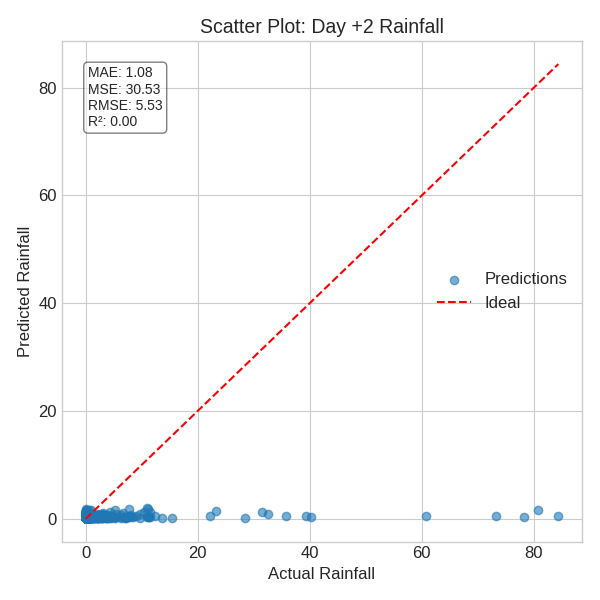 Scatter Plot: Day +2 Rainfall
MAE: 1.08
MSE: 30.53
RMSE: 5.53
R²: 0.00
80
60
40
20
0
Predicted Rainfall
Predictions
Ideal
0 20 40 60 80
Actual Rainfall